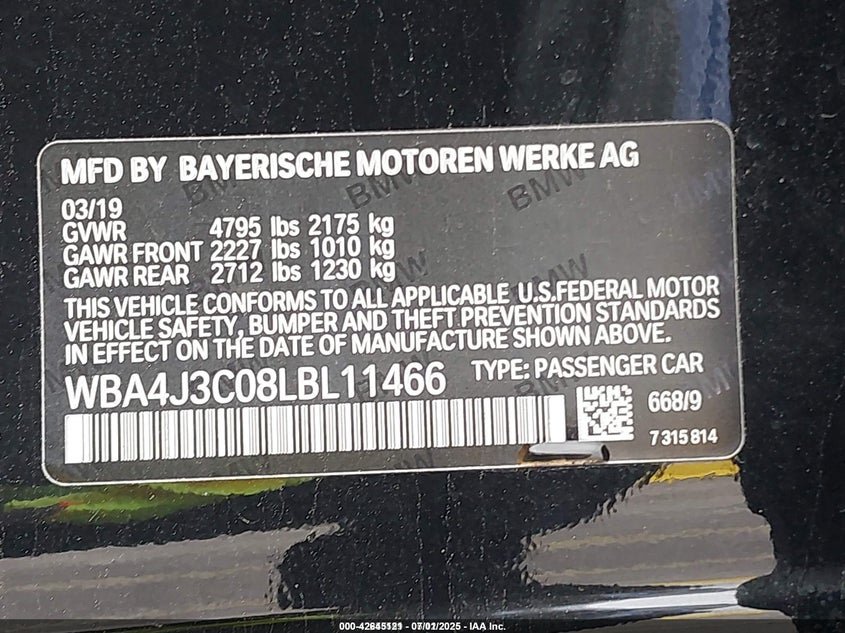 MFD BY BAYERISCHE MOTOREN WERKE AG
03/19
GVWR 4795 lbs 2175 kg
GAWR FRONT 2227 lbs 1010 kg
GAWR REAR 2712 lbs 1230 kg
THIS VEHICLE CONFORMS TO ALL APPLICABLE U.S.FEDERAL MOTOR
VEHICLE SAFETY, BUMPER AND THEFT PREVENTION STANDARDS
IN EFFECT ON THE DATE OF MANUFACTURE SHOWN ABOVE.
WBA4J3C08LBL11466 TYPE: PASSENGER CAR
668/9
7 315 814
- IAA Inc.